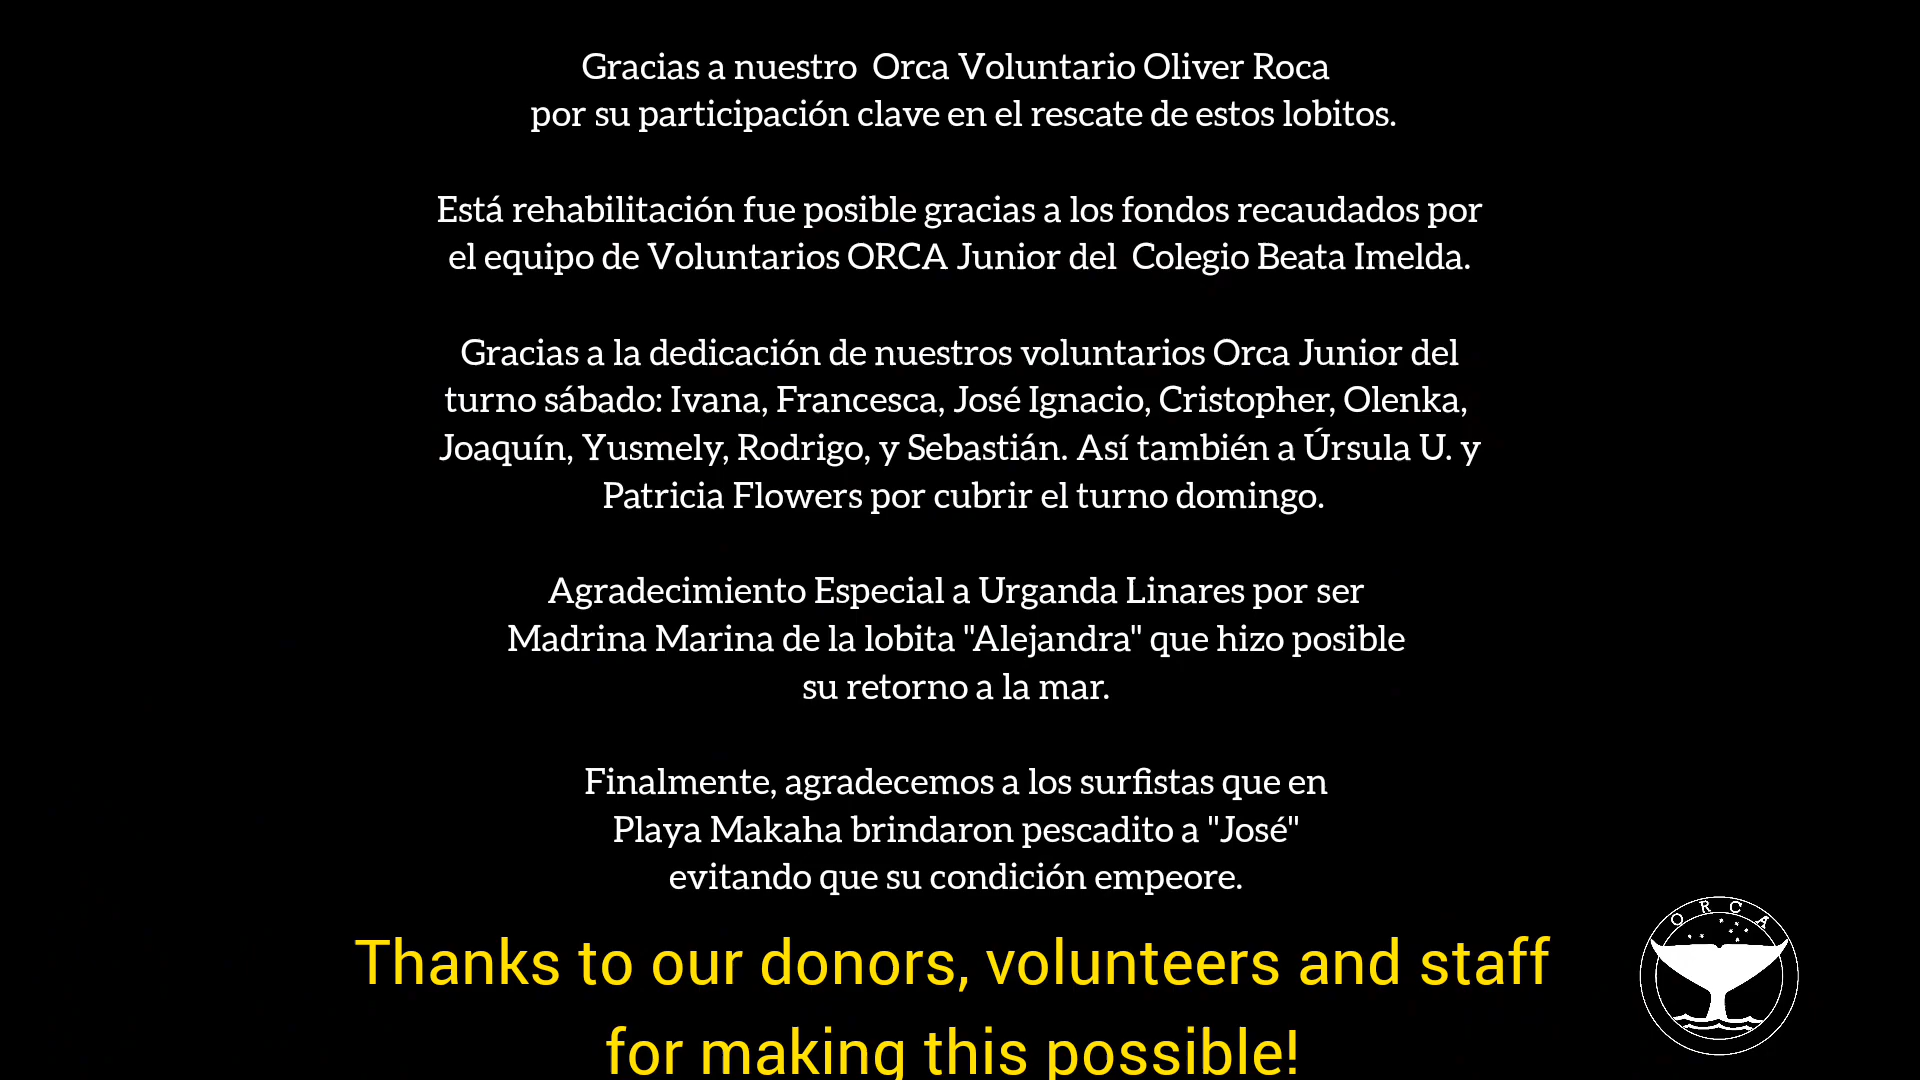 Gracias a nuestro Orca Voluntario Oliver Roca
por su participación clave en el rescate de estos lobitos.
Está rehabilitación fue posible gracias a los fondos recaudados por
el equipo de Voluntarios ORCA Junior del Colegio Beata Imelda.
Gracias a la dedicación de nuestros voluntarios Orca Junior del
turno sábado: Ivana, Francesca, José Ignacio, Cristopher, Olenka,
Joaquín, Yusmely, Rodrigo, y Sebastián. Así también a Úrsula U. y
Patricia Flowers por cubrir el turno domingo.
Agradecimiento Especial a Urganda Linares por ser
Madrina Marina de la lobita "Alejandra" que hizo posible
su retorno a la mar.
Finalmente, agradecemos a los surfistas que en
Playa Makaha brindaron pescadito a "José"
evitando que su condición empeore.
Thanks to our donors, volunteers and staff
for making this possible!
ORCA